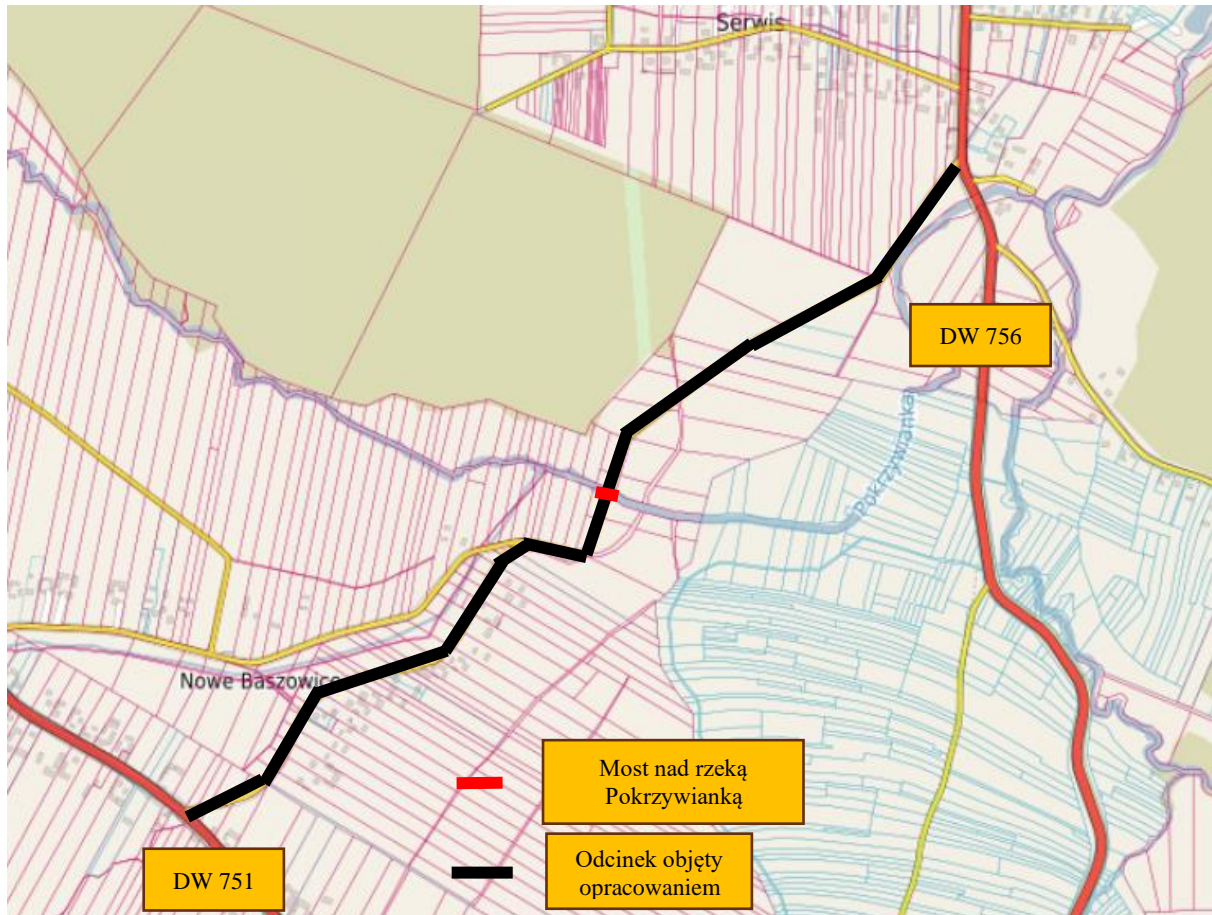 Serwis
DW 756
Pokrzywianka
Nowe Baszowice
Most nad rzeką
Pokrzywianką
DW 751
Odcinek objęty
opracowaniem